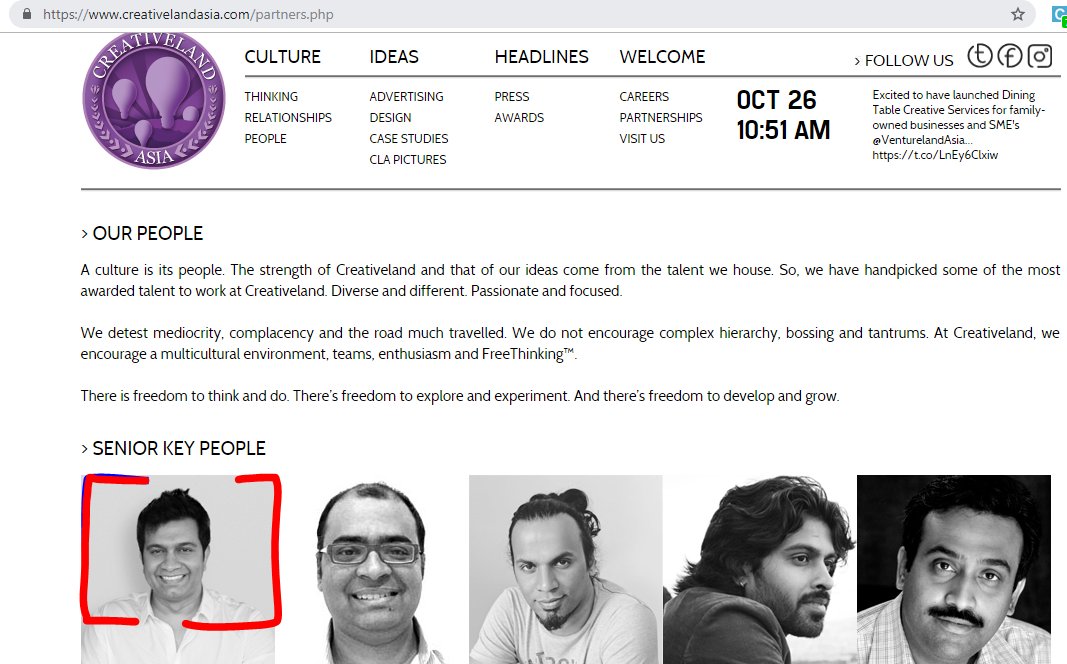 https://www.creativelandasia.com/partners.php
CREATIVELAND
ASIA
CULTURE
THINKING
RELATIONSHIPS
PEOPLE
IDEAS
ADVERTISING
DESIGN
CASE STUDIES
CLA PICTURES
HEADLINES
PRESS
AWARDS
WELCOME
CAREERS
PARTNERSHIPS
VISIT US
OCT 26
10:51 AM
> FOLLOW US
Excited to have launched Dining
Table Creative Services for family-
owned businesses and SME's
@VenturelandAsia...
https://t.co/LnEy6Clxiw
> OUR PEOPLE
A culture is its people. The strength of Creativeland and that of our ideas come from the talent we house. So, we have handpicked some of the most
awarded talent to work at Creativeland. Diverse and different. Passionate and focused.
We detest mediocrity, complacency and the road much travelled. We do not encourage complex hierarchy, bossing and tantrums. At Creativeland, we
encourage a multicultural environment, teams, enthusiasm and FreeThinking™.
There is freedom to think and do. There's freedom to explore and experiment. And there's freedom to develop and grow.
> SENIOR KEY PEOPLE